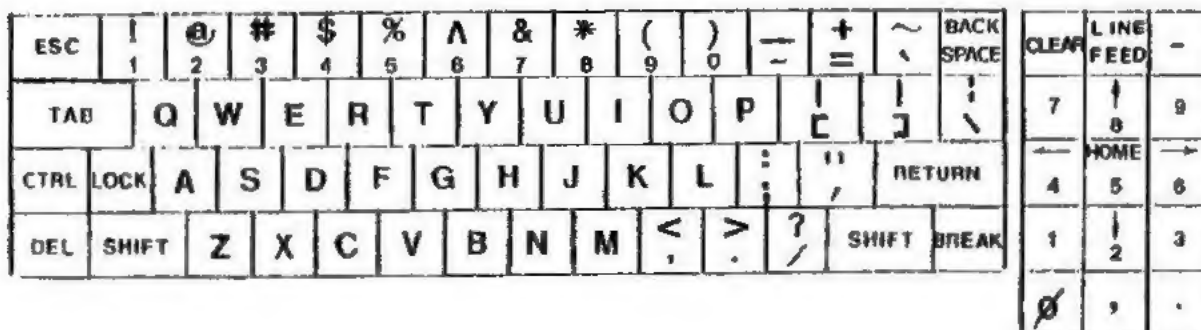 ESC ! 1 @ 2 # 3 $ 4 % 5 ʌ 6 & 7 * 8 ( 9 ) 0 — - + = ~ ` BACK SPACE CLEAR LINE FEED -
TAB Q W E R T Y U I O P [ ] ¦ \ 7 ↑ 8 9
CTRL LOCK A S D F G H J K L : ; " ' RETURN ← 4 HOME 5 → 6
DEL SHIFT Z X C V B N M < , > . ? / SHIFT BREAK 1 ↓ 2 3
Ø , .